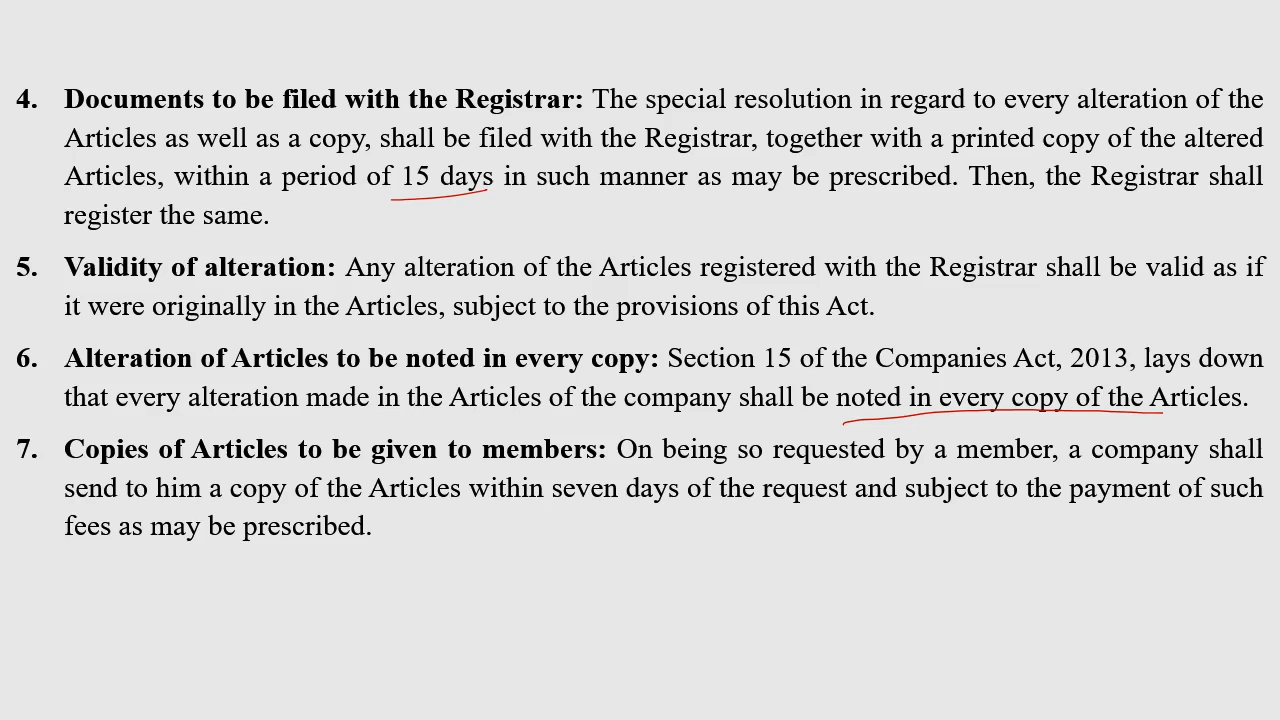 4. Documents to be filed with the Registrar: The special resolution in regard to every alteration of the
Articles as well as a copy, shall be filed with the Registrar, together with a printed copy of the altered
Articles, within a period of 15 days in such manner as may be prescribed. Then, the Registrar shall
register the same.
5. Validity of alteration: Any alteration of the Articles registered with the Registrar shall be valid as if
it were originally in the Articles, subject to the provisions of this Act.
6. Alteration of Articles to be noted in every copy: Section 15 of the Companies Act, 2013, lays down
that every alteration made in the Articles of the company shall be noted in every copy of the Articles.
7. Copies of Articles to be given to members: On being so requested by a member, a company shall
send to him a copy of the Articles within seven days of the request and subject to the payment of such
fees as may be prescribed.